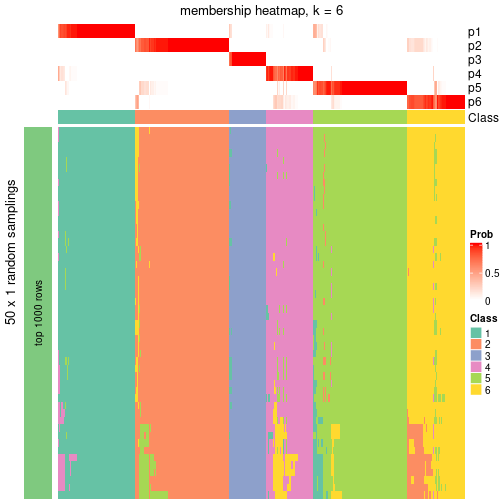 membership heatmap, k = 6
p1
p2
p3
p4
p5
p6
Class
50 x 1 random samplings
top 1000 rows
Prob
1
0.5
0
Class
1
2
3
4
5
6